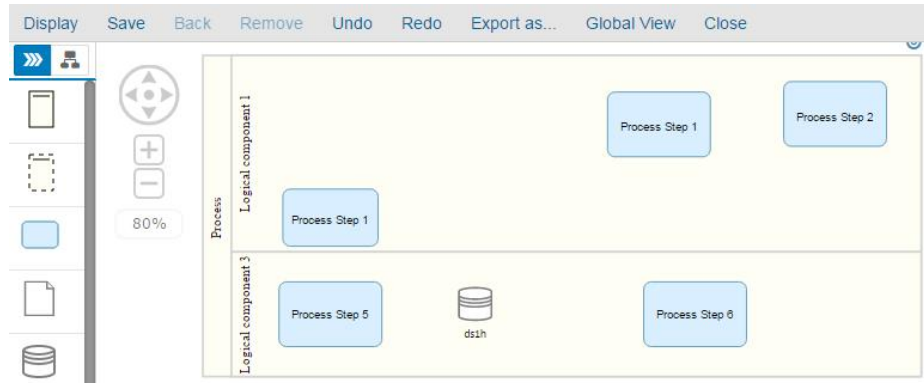 Display Save Back Remove Undo Redo Export as... Global View Close
80%
Process
Logical component 1
Process Step 1
Process Step 2
Process Step 1
Logical component 3
Process Step 5
ds1h
Process Step 6